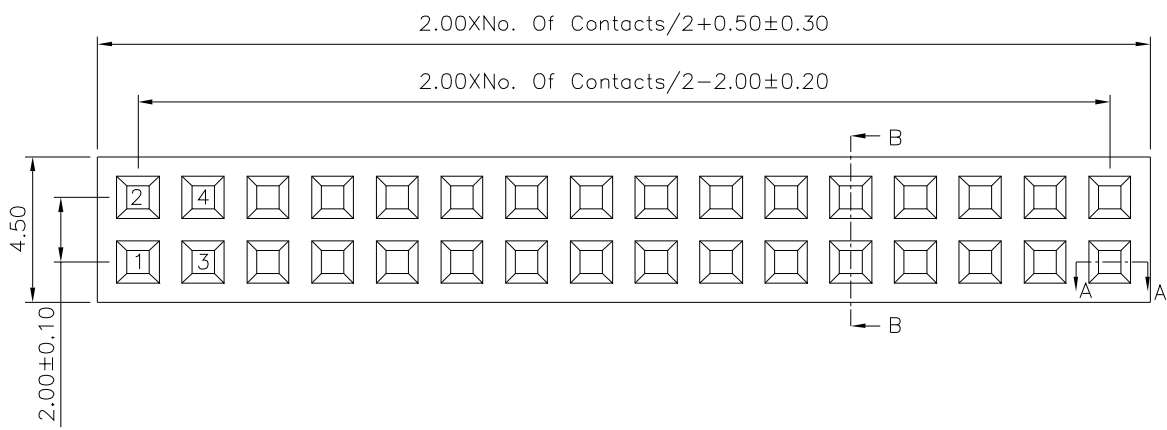 2.00XNo. Of Contacts/2+0.50±0.30
2.00XNo. Of Contacts/2−2.00±0.20
B
2 4
4.50
1 3
A A
B
2.00±0.10